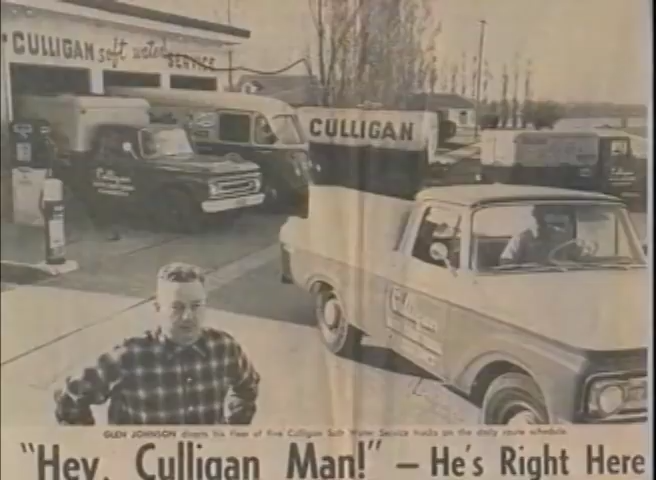 CULLIGAN soft water SERVICE
CULLIGAN
Culligan
Culligan
GLEN JOHNSON directs his fleet of five Culligan Soft Water Service trucks on the daily route schedule.
"Hey, Culligan Man!" – He's Right Here